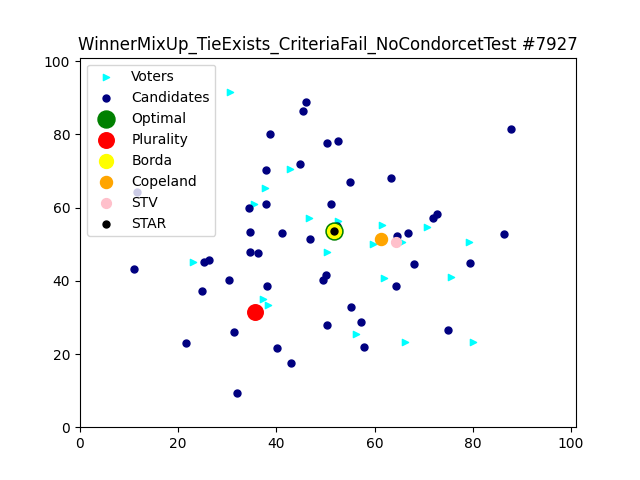 WinnerMixUp_TieExists_CriteriaFail_NoCondorcetTest #7927
100
80
60
40
20
0
Voters
Candidates
Optimal
Plurality
Borda
Copeland
STV
STAR
0 20 40 60 80 100